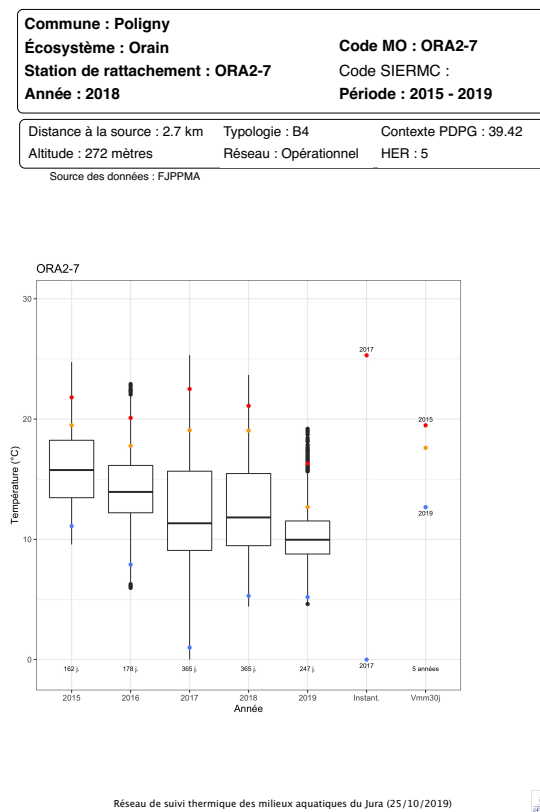 Commune : Poligny
Écosystème : Orain
Code MO : ORA2-7
Station de rattachement : ORA2-7
Code SIERMC :
Année : 2018
Période : 2015 - 2019
Distance à la source : 2.7 km
Typologie : B4
Contexte PDPG : 39.42
Altitude : 272 mètres
Réseau : Opérationnel
HER : 5
Source des données : FJPPMA
ORA2-7
Température (°C)
30
20
10
0
2017
2015
2019
2017
162 j.
178 j.
365 j.
365 j.
247 j.
5 années
2015
2016
2017
2018
2019
Instant.
Vmm30j
Année
Réseau de suivi thermique des milieux aquatiques du Jura (25/10/2019)